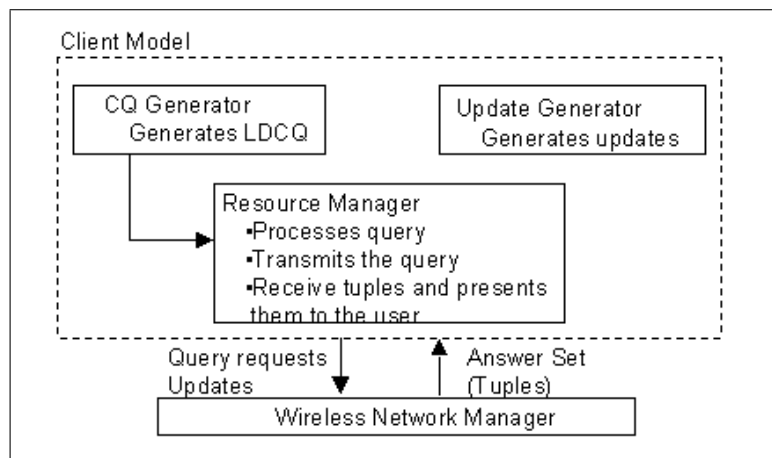 Client Model
CQ Generator
Generates LDCQ
Update Generator
Generates updates
Resource Manager
▪Processes query
▪Transmits the query
▪Receive tuples and presents
them to the user
Query requests
Updates
Answer Set
(Tuples)
Wireless Network Manager